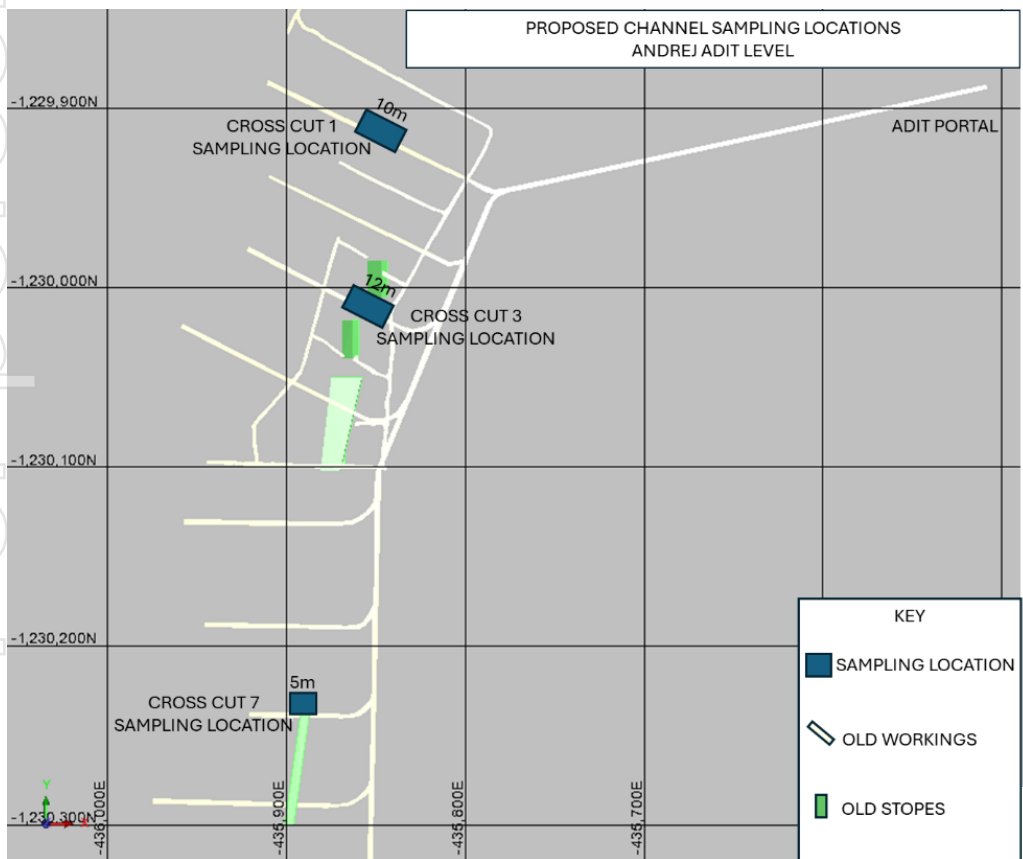 PROPOSED CHANNEL SAMPLING LOCATIONS
ANDREJ ADIT LEVEL
-1,229,900N
10m
CROSS CUT 1
SAMPLING LOCATION
ADIT PORTAL
-1,230,000N
12m
CROSS CUT 3
SAMPLING LOCATION
-1,230,100N
-1,230,200N
5m
CROSS CUT 7
SAMPLING LOCATION
-1,230,300N
-436,000E
-435,900E
-435,800E
-435,700E
Y
X
KEY
SAMPLING LOCATION
OLD WORKINGS
OLD STOPES